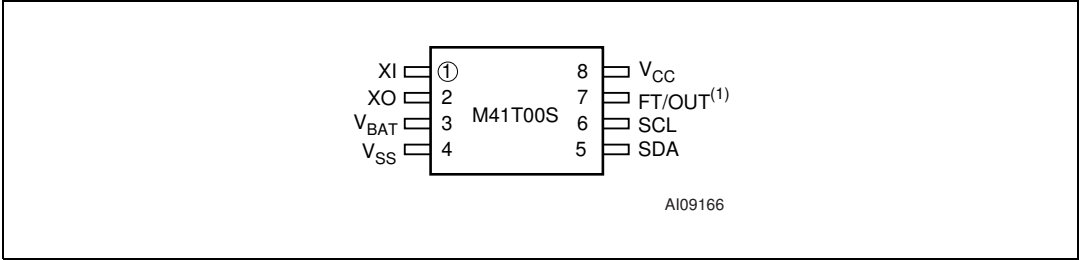 XI 1 8 VCC
XO 2 7 FT/OUT(1)
VBAT 3 M41T00S 6 SCL
VSS 4 5 SDA
AI09166